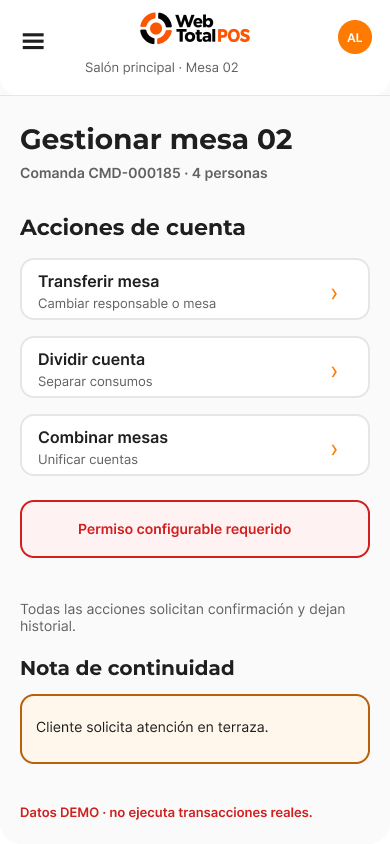 Web
TotalPOS
AL
Salón principal · Mesa 02
Gestionar mesa 02
Comanda CMD-000185 · 4 personas
Acciones de cuenta
Transferir mesa
Cambiar responsable o mesa
›
Dividir cuenta
Separar consumos
›
Combinar mesas
Unificar cuentas
›
Permiso configurable requerido
Todas las acciones solicitan confirmación y dejan
historial.
Nota de continuidad
Cliente solicita atención en terraza.
Datos DEMO · no ejecuta transacciones reales.